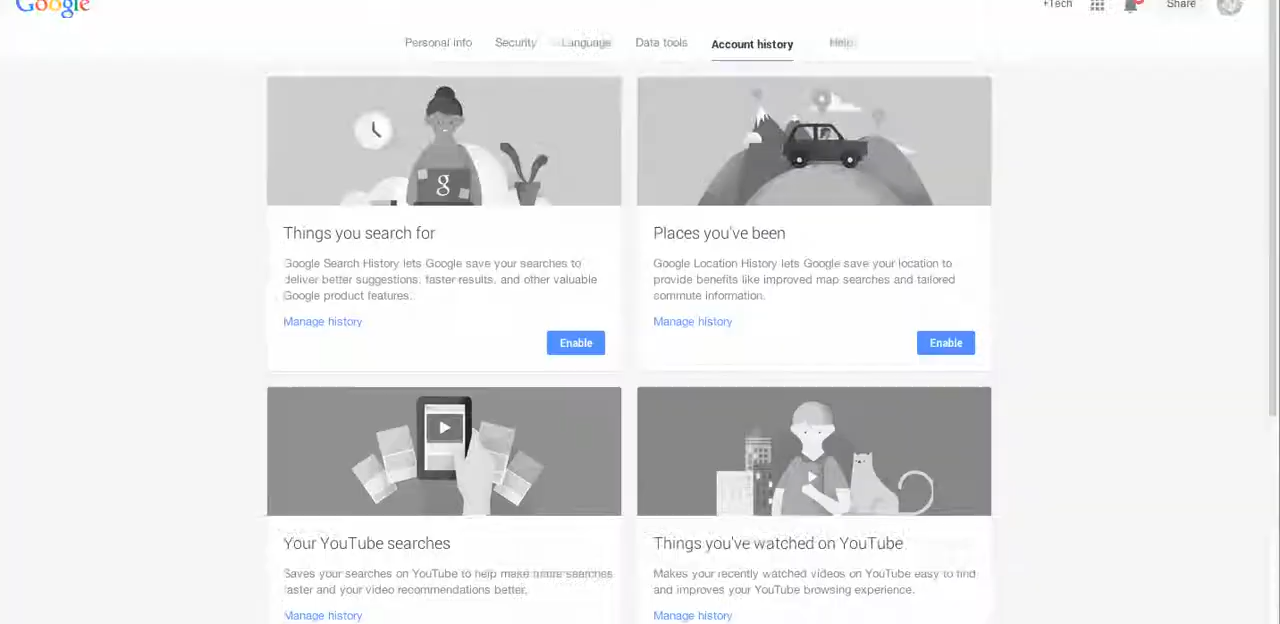 Google
+Tech
Share
Personal info
Security
Language
Data tools
Account history
Help
g
Things you search for
Google Search History lets Google save your searches to
deliver better suggestions, faster results, and other valuable
Google product features.
Manage history
Enable
Places you've been
Google Location History lets Google save your location to
provide benefits like improved map searches and tailored
commute information.
Manage history
Enable
Your YouTube searches
Saves your searches on YouTube to help make future searches
faster and your video recommendations better.
Manage history
Things you've watched on YouTube
Makes your recently watched videos on YouTube easy to find
and improves your YouTube browsing experience.
Manage history